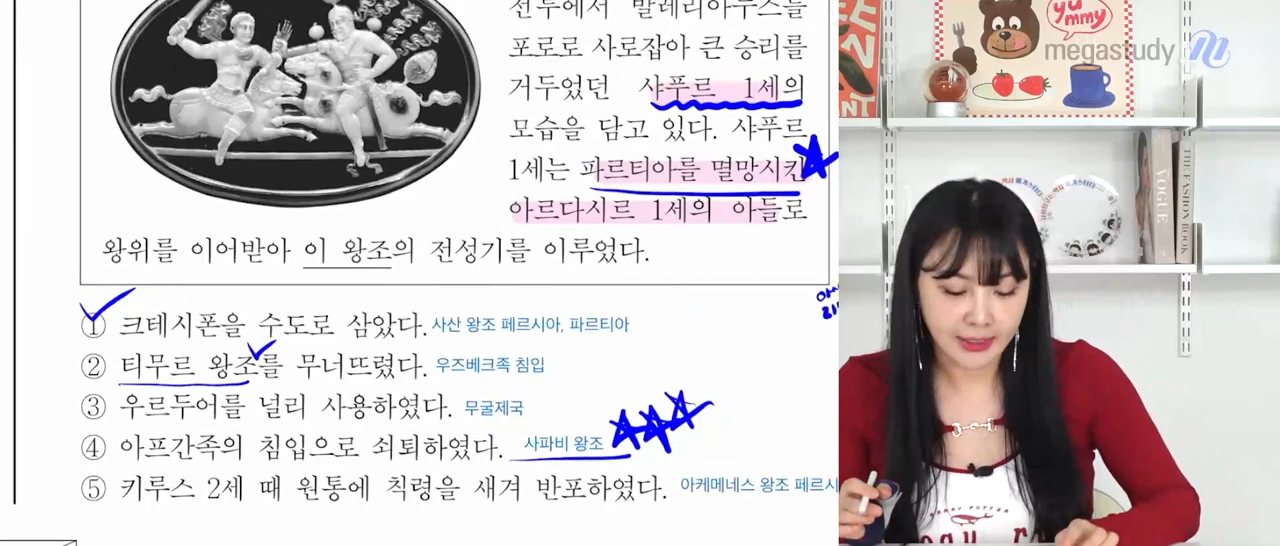 전투에서 발레리아누스를
포로로 사로잡아 큰 승리를
거두었던 샤푸르 1세의
모습을 담고 있다. 샤푸르
1세는 파르티아를 멸망시킨
아르다시르 1세의 아들로
왕위를 이어받아 이 왕조의 전성기를 이루었다.
① 크테시폰을 수도로 삼았다. 사산 왕조 페르시아, 파르티아
② 티무르 왕조를 무너뜨렸다. 우즈베크족 침입
③ 우르두어를 널리 사용하였다. 무굴제국
④ 아프간족의 침입으로 쇠퇴하였다. 사파비 왕조
⑤ 키루스 2세 때 원통에 칙령을 새겨 반포하였다. 아케메네스 왕조 페르시
yummy
megastudy
VOGUE
THE FASHION BOOK